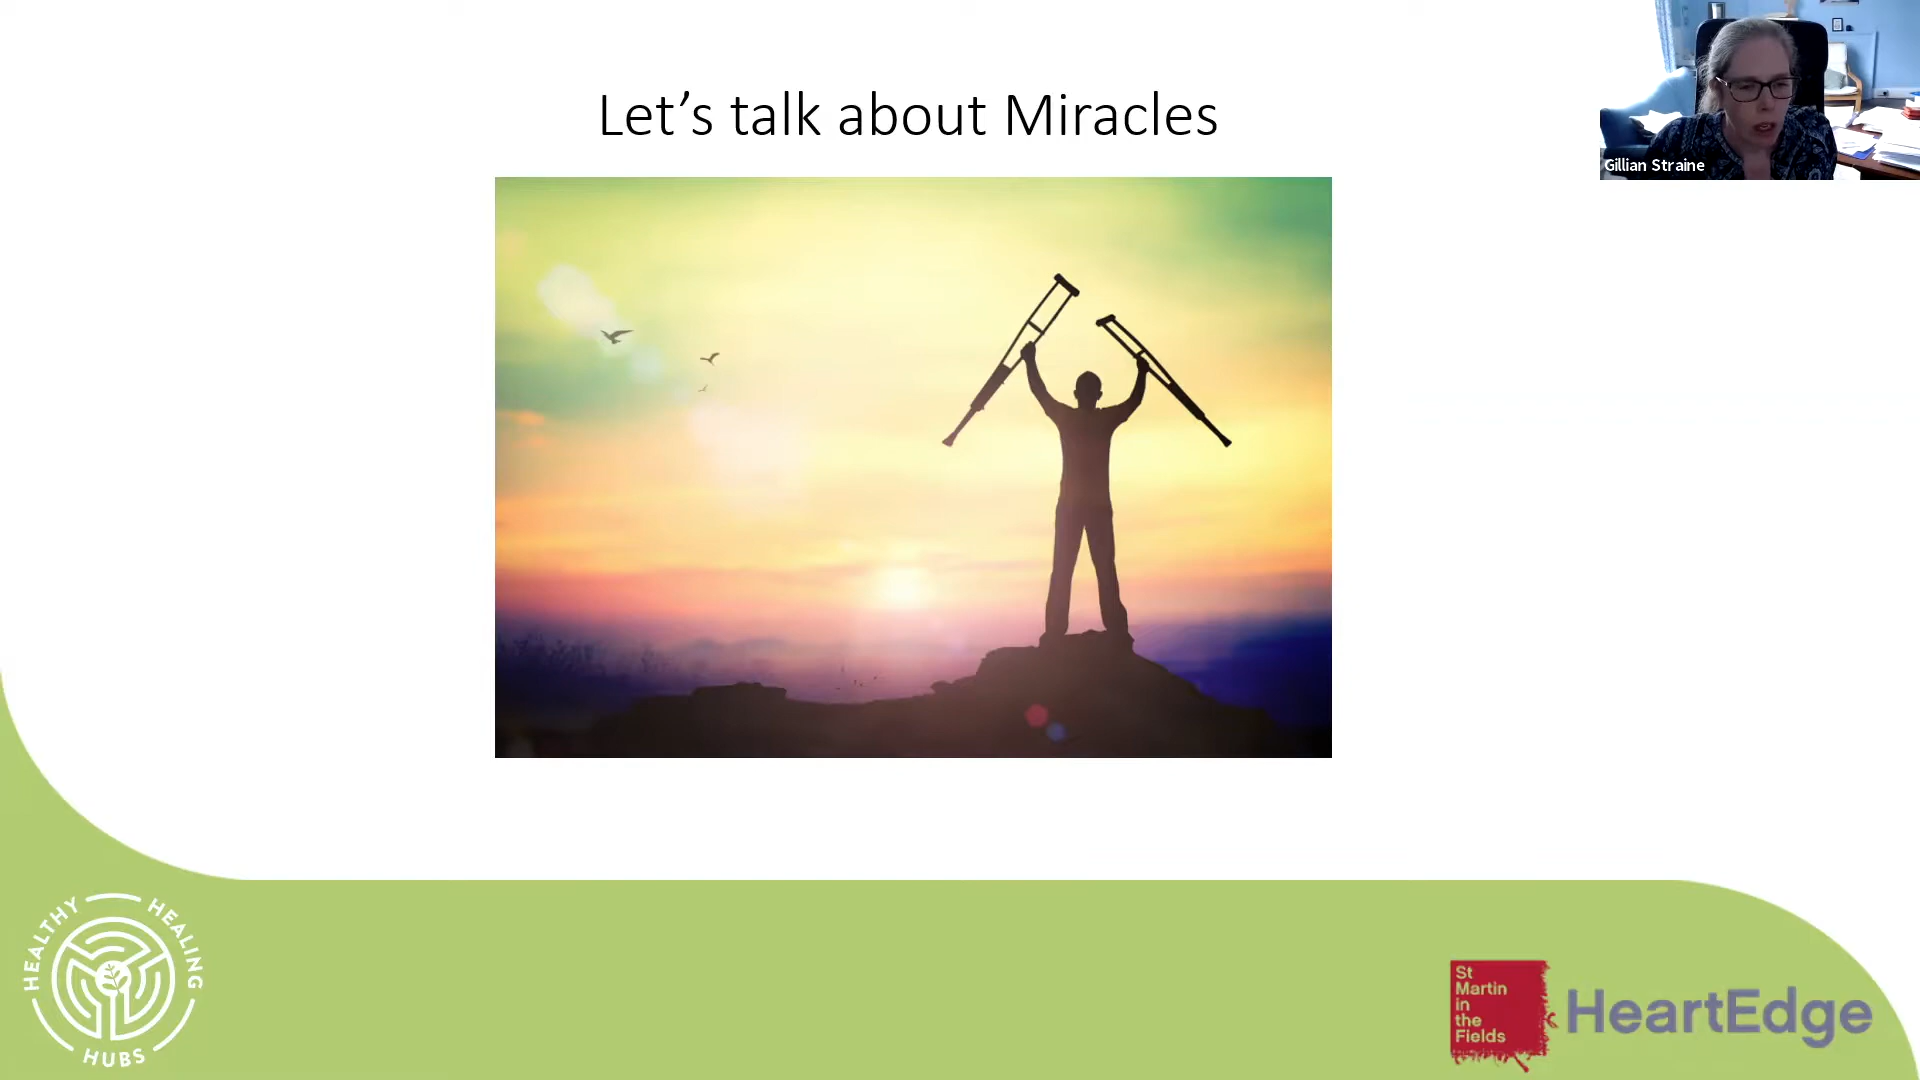 Let’s talk about Miracles
Gillian Straine
HEALTHY HEALING
HUBS
St
Martin
in
the
Fields
HeartEdge